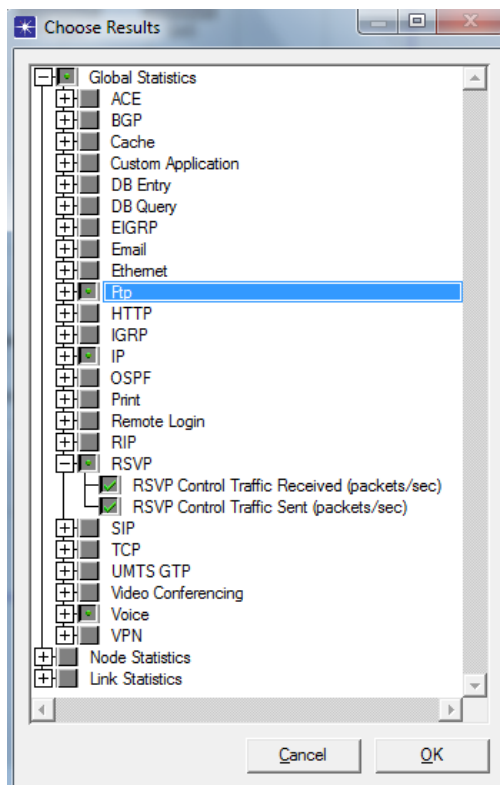 Choose Results
Global Statistics
ACE
BGP
Cache
Custom Application
DB Entry
DB Query
EIGRP
Email
Ethernet
Ftp
HTTP
IGRP
IP
OSPF
Print
Remote Login
RIP
RSVP
RSVP Control Traffic Received (packets/sec)
RSVP Control Traffic Sent (packets/sec)
SIP
TCP
UMTS GTP
Video Conferencing
Voice
VPN
Node Statistics
Link Statistics
Cancel OK